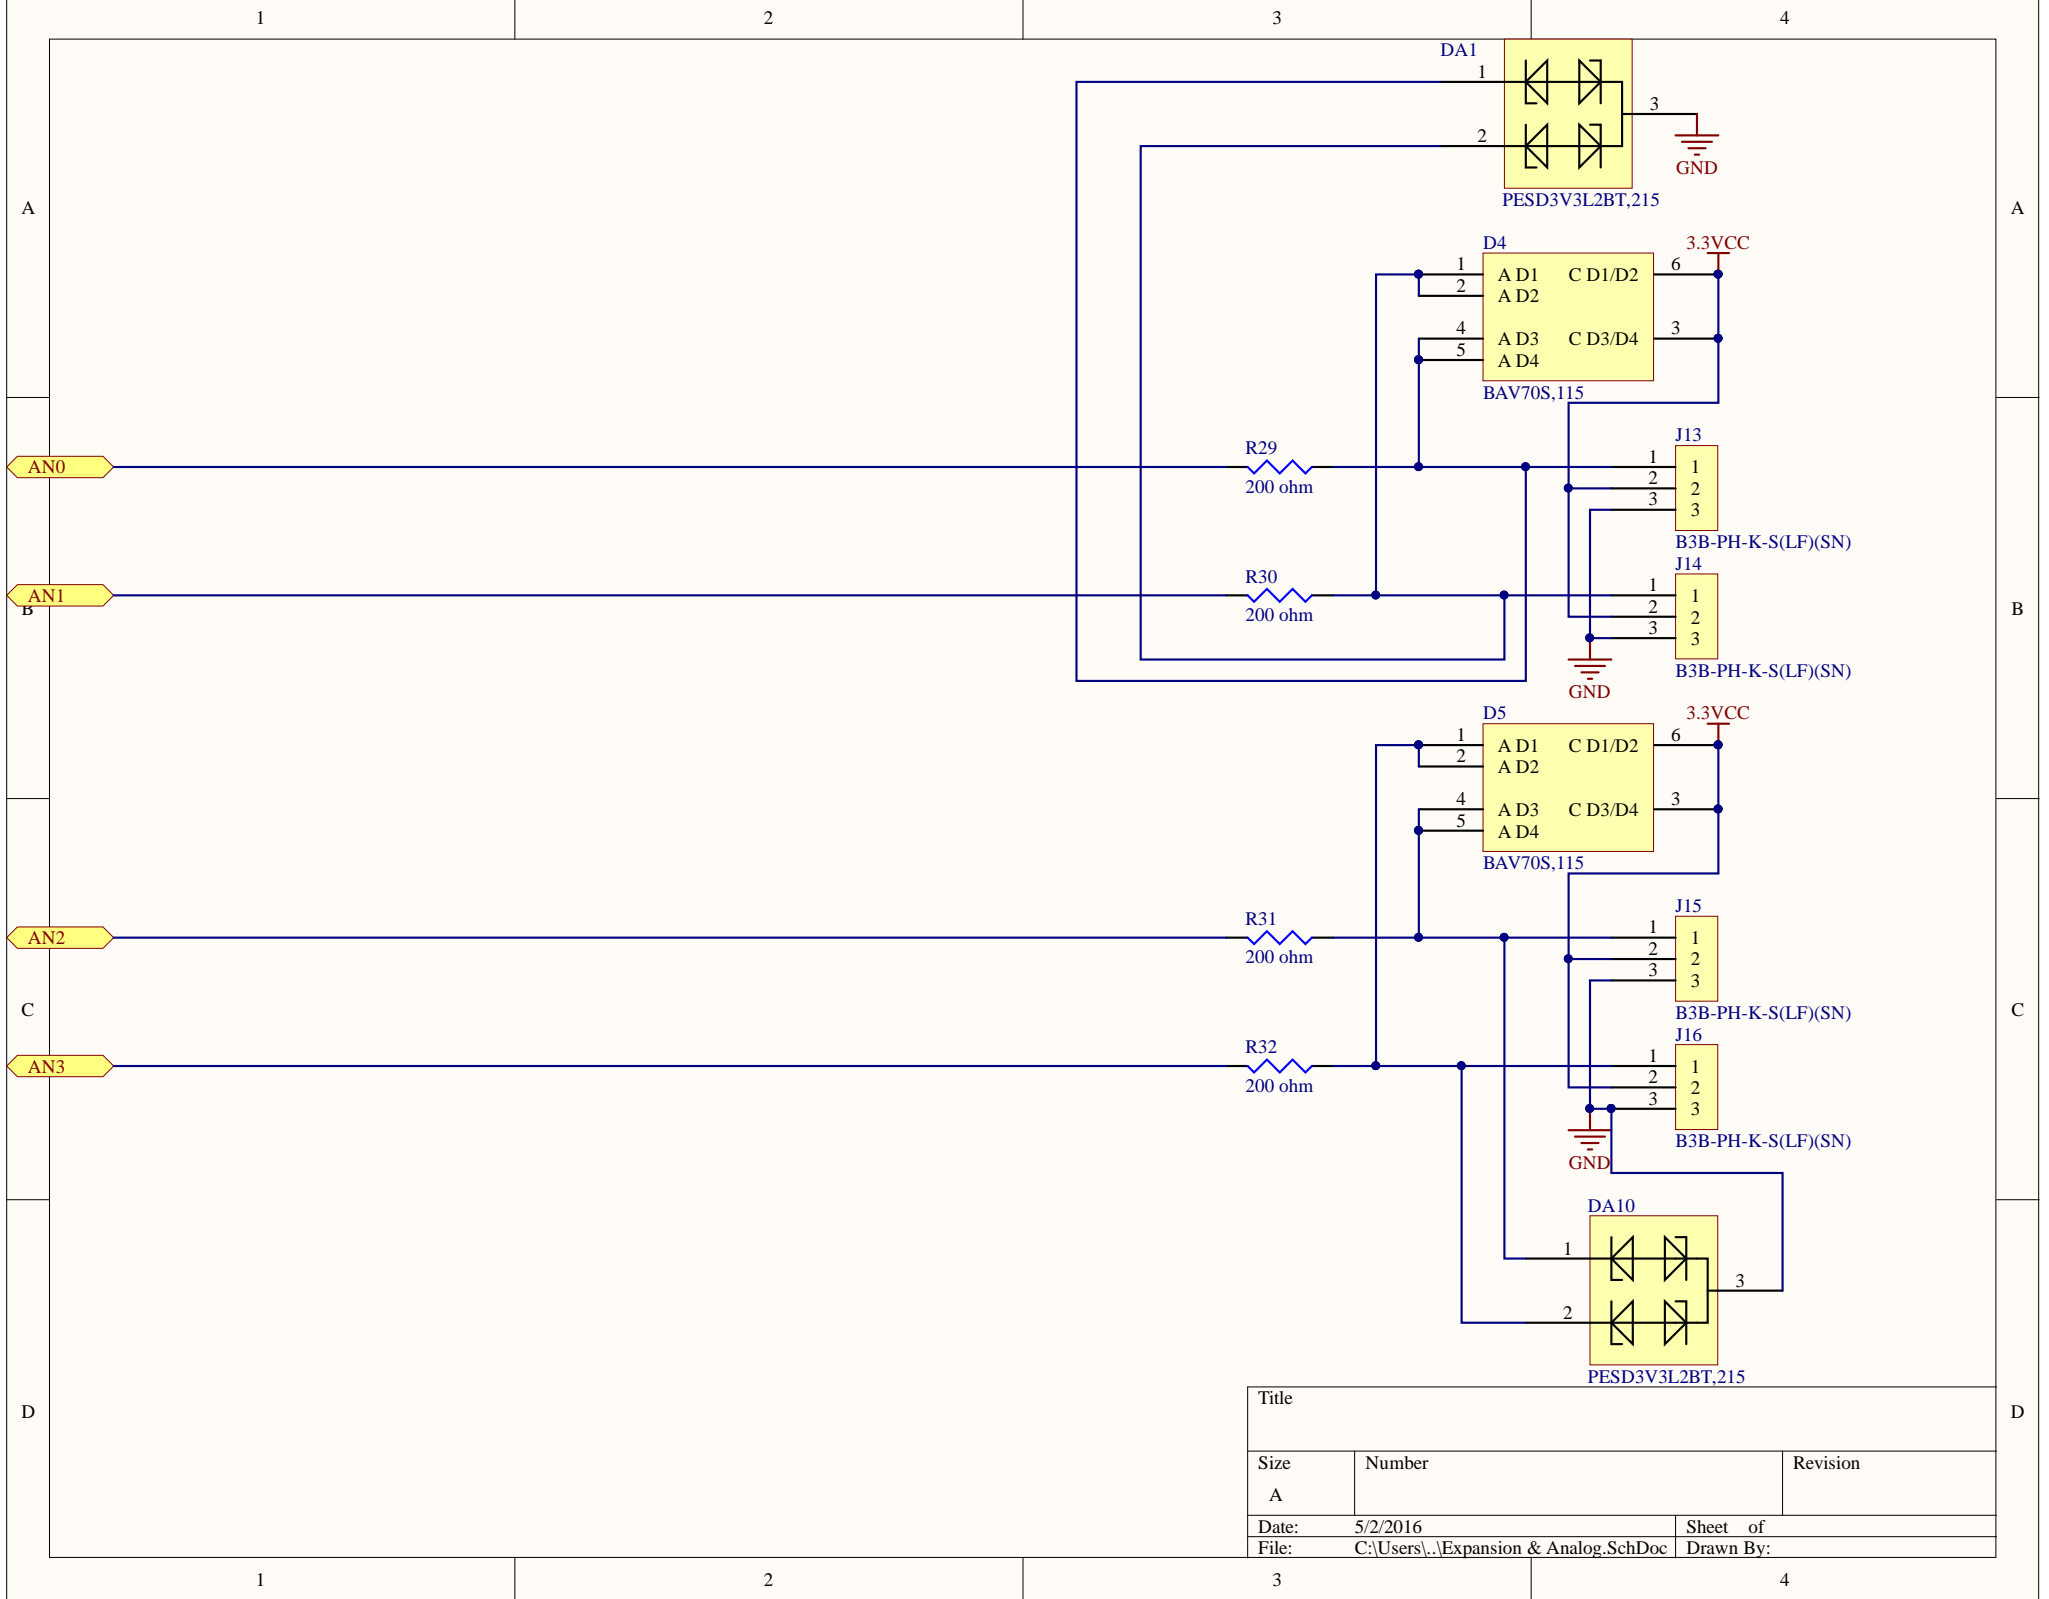 1 2 3 4
DA1
1
3
2
GND
PESD3V3L2BT,215
A A
D4 3.3VCC
1 A D1 C D1/D2 6
2 A D2
4 A D3 C D3/D4 3
5 A D4
BAV70S,115
J13
R29
AN0 1 1
200 ohm 2 2
3 3
B3B-PH-K-S(LF)(SN)
J14
R30
AN1 1 1
B 200 ohm 2 2 B
3 3
B3B-PH-K-S(LF)(SN)
GND
D5 3.3VCC
1 A D1 C D1/D2 6
2 A D2
4 A D3 C D3/D4 3
5 A D4
BAV70S,115
J15
R31
AN2 1 1
200 ohm 2 2
3 3
C B3B-PH-K-S(LF)(SN) C
J16
R32
AN3 1 1
200 ohm 2 2
3 3
B3B-PH-K-S(LF)(SN)
GND
DA10
1
3
2
PESD3V3L2BT,215
Title
D D
Size Number Revision
A
Date: 5/2/2016 Sheet of
File: C:\Users\..\Expansion & Analog.SchDoc Drawn By:
1 2 3 4